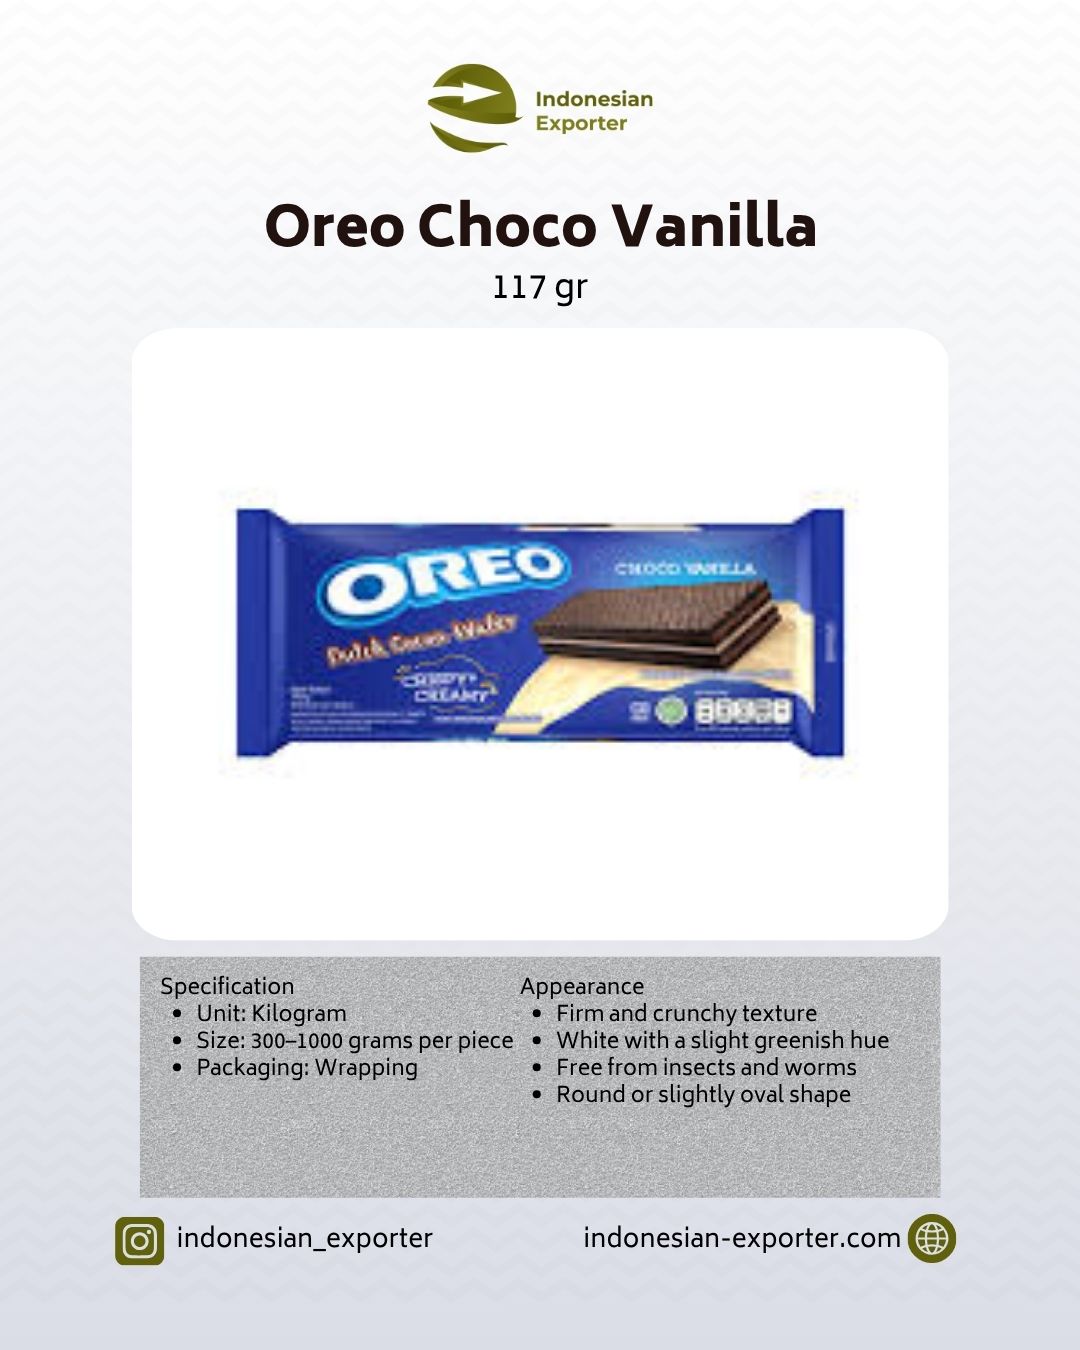 Indonesian
Exporter
Oreo Choco Vanilla
117 gr
OREO
CHOCO VANILLA
Dutch Cocoa Wafer
CRISPY
CREAMY
Specification
Unit: Kilogram
Size: 300–1000 grams per piece
Packaging: Wrapping
Appearance
Firm and crunchy texture
White with a slight greenish hue
Free from insects and worms
Round or slightly oval shape
indonesian_exporter
indonesian-exporter.com